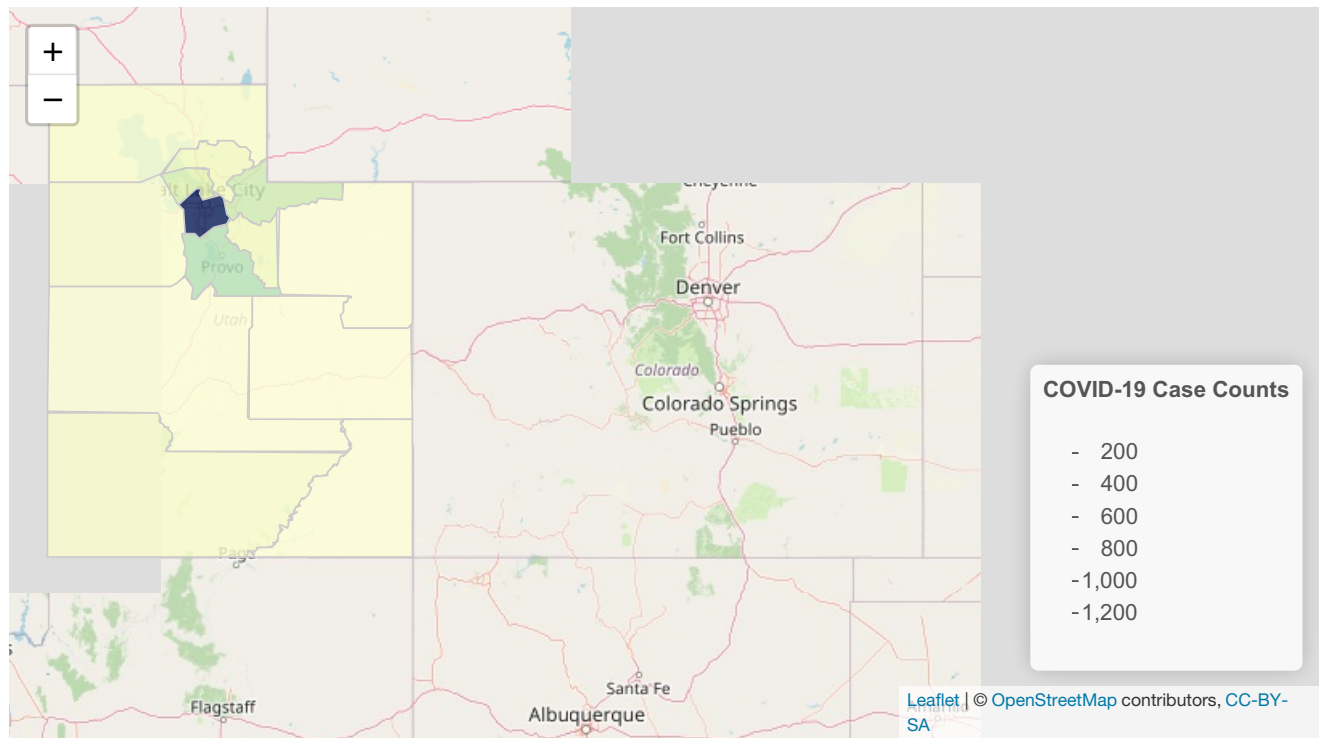 +
−
alt Lake City
Cheyenne
Fort Collins
Provo
Denver
Utah
Colorado
COVID-19 Case Counts
Colorado Springs
Pueblo
- 200
- 400
- 600
- 800
-1,000
-1,200
Page
Santa Fe
Flagstaff
Albuquerque
Leaflet | © OpenStreetMap contributors, CC-BY-
SA